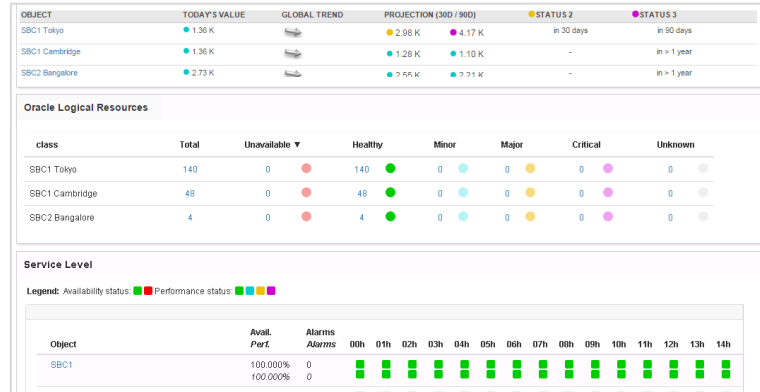 OBJECT TODAY'S VALUE GLOBAL TREND PROJECTION (30D / 90D) STATUS 2 STATUS 3
SBC1 Tokyo 1.36 K 2.98 K 4.17 K in 30 days in 90 days
SBC1 Cambridge 1.36 K 1.28 K 1.10 K - in > 1 year
SBC2 Bangalore 2.73 K 2.55 K 2.21 K - in > 1 year
Oracle Logical Resources
class Total Unavailable ▼ Healthy Minor Major Critical Unknown
SBC1 Tokyo 140 0 140 0 0 0 0
SBC1 Cambridge 48 0 48 0 0 0 0
SBC2 Bangalore 4 0 4 0 0 0 0
Service Level
Legend: Availability status: Performance status:
Avail. Alarms
Object Perf. Alarms 00h 01h 02h 03h 04h 05h 06h 07h 08h 09h 10h 11h 12h 13h 14h
SBC1 100.000% 0
100.000% 0